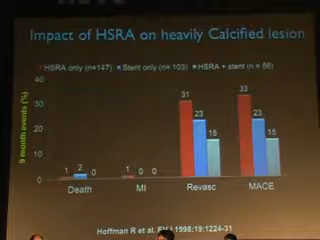 Impact of HSRA on heavily Calcified lesion
HSRA only (n=147) Stent only (n= 103) HSRA + stent (n= 56)
40
30
20
10
0
9 month events (%)
1 2 0
1 0 0
31 23 15
33 23 15
Death MI Revasc MACE
Hoffman R et al. EHJ 1998:19:1224-31